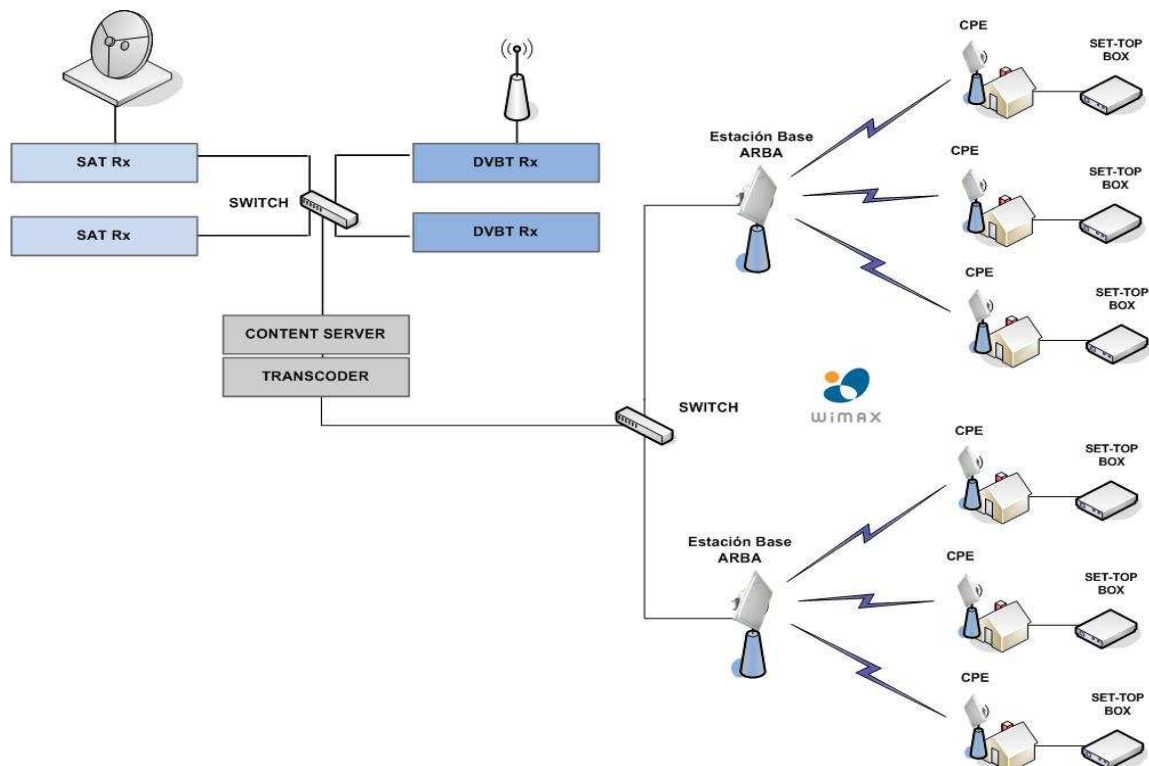 CPE
SET-TOP
BOX
SAT Rx
DVBT Rx
Estación Base
ARBA
CPE
SET-TOP
BOX
SWITCH
SAT Rx
DVBT Rx
CPE
SET-TOP
BOX
CONTENT SERVER
TRANSCODER
SWITCH
WiMAX
CPE
SET-TOP
BOX
Estación Base
ARBA
CPE
SET-TOP
BOX
CPE
SET-TOP
BOX